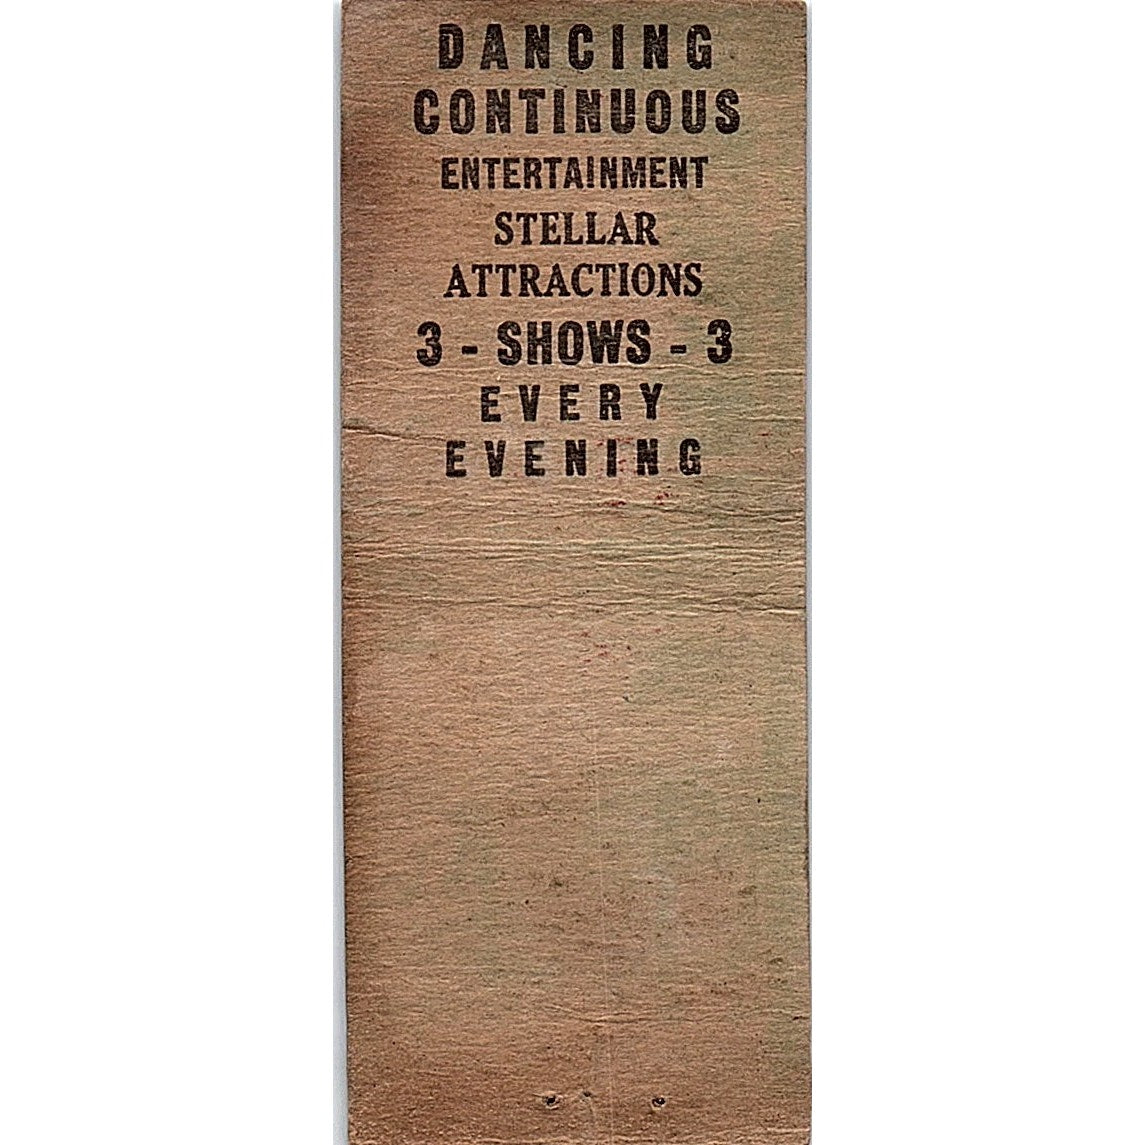 DANCING
CONTINUOUS
ENTERTAINMENT
STELLAR
ATTRACTIONS
3 - SHOWS - 3
EVERY
EVENING